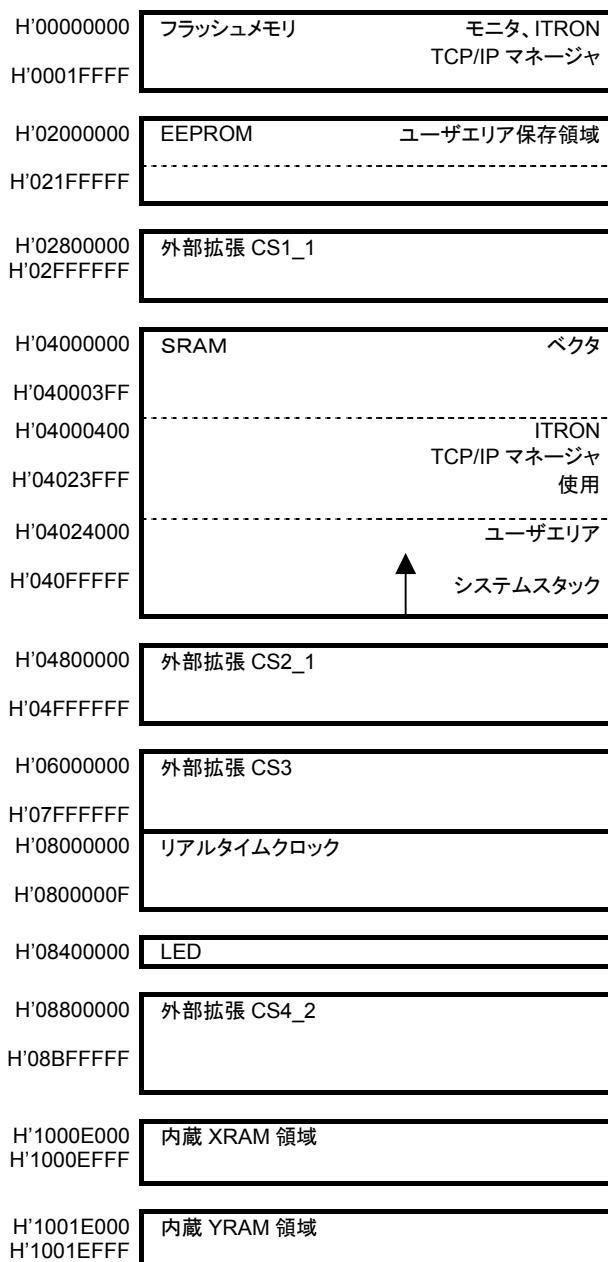 H’00000000 フラッシュメモリ モニタ、ITRON
TCP/IP マネージャ
H’0001FFFF
H’02000000 EEPROM ユーザエリア保存領域
H’021FFFFF
H’02800000 外部拡張 CS1_1
H’02FFFFFF
H’04000000 SRAM ベクタ
H’040003FF
H’04000400 ITRON
TCP/IP マネージャ
H’04023FFF 使用
H’04024000 ユーザエリア
H’040FFFFF システムスタック
H’04800000 外部拡張 CS2_1
H’04FFFFFF
H’06000000 外部拡張 CS3
H’07FFFFFF
H’08000000 リアルタイムクロック
H’0800000F
H’08400000 LED
H’08800000 外部拡張 CS4_2
H’08BFFFFF
H’1000E000 内蔵 XRAM 領域
H’1000EFFF
H’1001E000 内蔵 YRAM 領域
H’1001EFFF